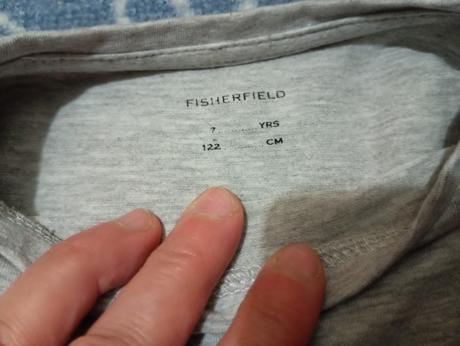 FISHERFIELD
7 ........... YRS
122 ........... CM